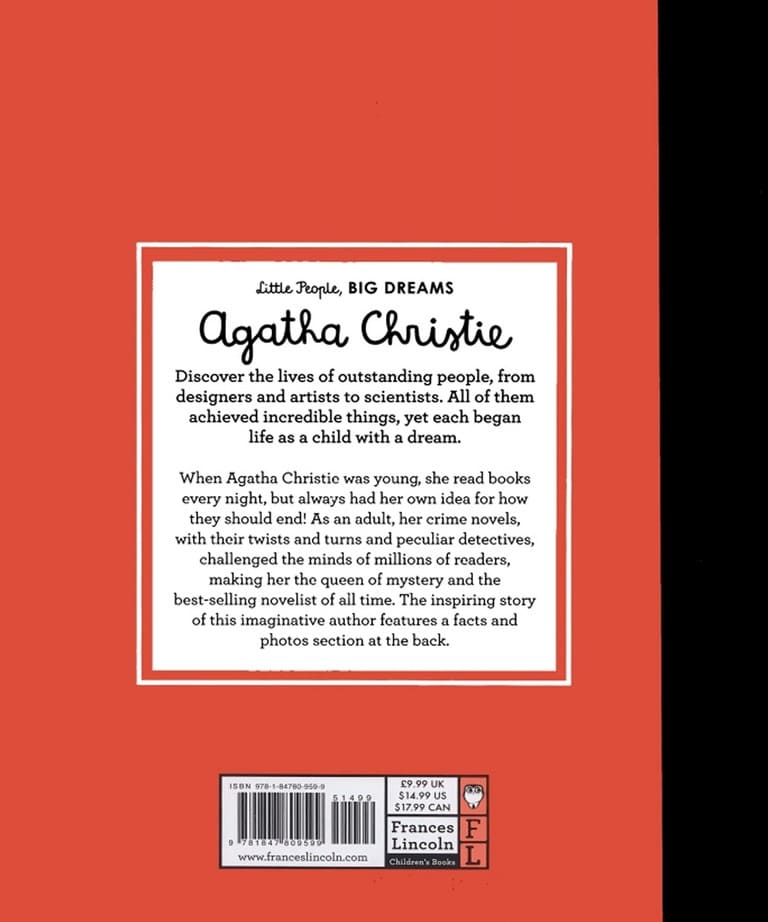 Little People, BIG DREAMS
Agatha Christie
Discover the lives of outstanding people, from
designers and artists to scientists. All of them
achieved incredible things, yet each began
life as a child with a dream.
When Agatha Christie was young, she read books
every night, but always had her own idea for how
they should end! As an adult, her crime novels,
with their twists and turns and peculiar detectives,
challenged the minds of millions of readers,
making her the queen of mystery and the
best-selling novelist of all time. The inspiring story
of this imaginative author features a facts and
photos section at the back.
ISBN 978-1-84780-959-9
51499
9 781847 809599
www.franceslincoln.com
£9.99 UK
$14.99 US
$17.99 CAN
Frances
Lincoln
Children's Books
F
L